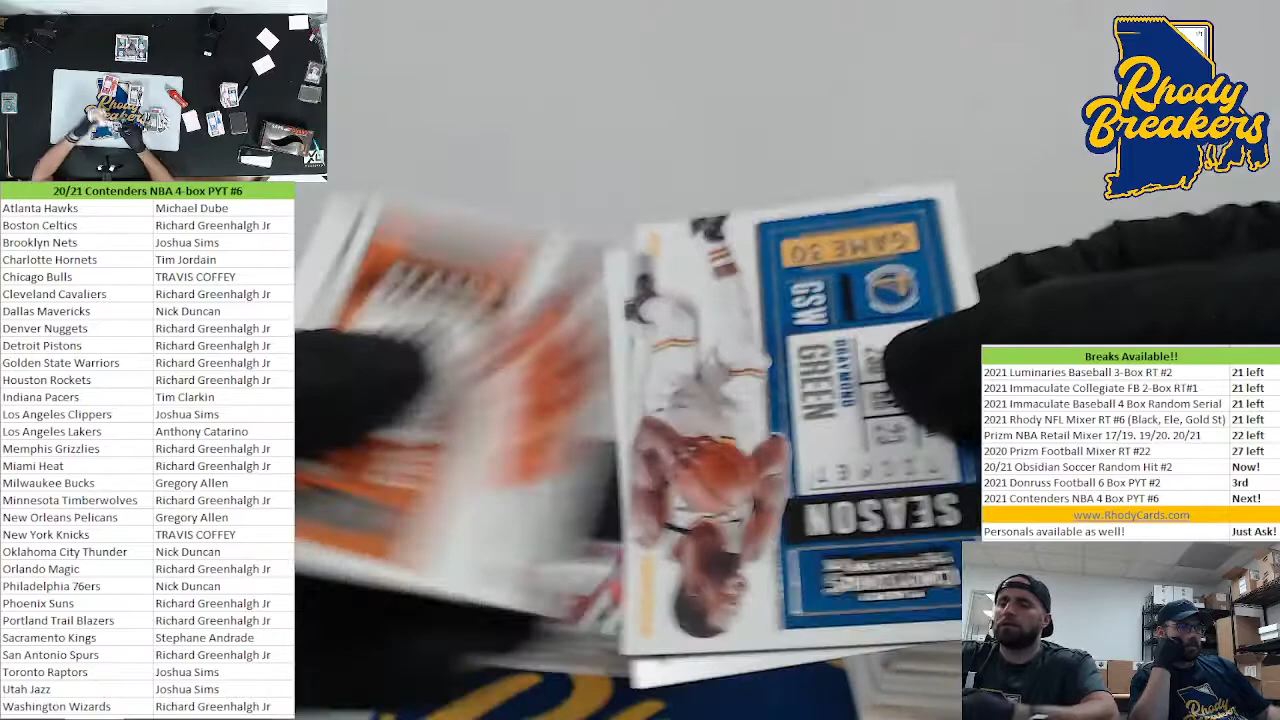 Rhody
Breakers
20/21 Contenders NBA 4-box PYT #6
Atlanta Hawks Michael Dube
Boston Celtics Richard Greenhalgh Jr
Brooklyn Nets Joshua Sims
Charlotte Hornets Tim Jordain
Chicago Bulls TRAVIS COFFEY
Cleveland Cavaliers Richard Greenhalgh Jr
Dallas Mavericks Nick Duncan
Denver Nuggets Richard Greenhalgh Jr
Detroit Pistons Richard Greenhalgh Jr
Golden State Warriors Richard Greenhalgh Jr
Houston Rockets Richard Greenhalgh Jr
Indiana Pacers Tim Clarkin
Los Angeles Clippers Joshua Sims
Los Angeles Lakers Anthony Catarino
Memphis Grizzlies Richard Greenhalgh Jr
Miami Heat Richard Greenhalgh Jr
Milwaukee Bucks Gregory Allen
Minnesota Timberwolves Richard Greenhalgh Jr
New Orleans Pelicans Gregory Allen
New York Knicks TRAVIS COFFEY
Oklahoma City Thunder Nick Duncan
Orlando Magic Richard Greenhalgh Jr
Philadelphia 76ers Nick Duncan
Phoenix Suns Richard Greenhalgh Jr
Portland Trail Blazers Richard Greenhalgh Jr
Sacramento Kings Stephane Andrade
San Antonio Spurs Richard Greenhalgh Jr
Toronto Raptors Joshua Sims
Utah Jazz Joshua Sims
Washington Wizards Richard Greenhalgh Jr
GAME 30
GSW
DRAYMOND
GREEN
TICKET
SEASON
Breaks Available!!
2021 Luminaries Baseball 3-Box RT #2 21 left
2021 Immaculate Collegiate FB 2-Box RT#1 21 left
2021 Immaculate Baseball 4 Box Random Serial 21 left
2021 Rhody NFL Mixer RT #6 (Black, Ele, Gold St) 21 left
Prizm NBA Retail Mixer 17/19. 19/20. 20/21 22 left
2020 Prizm Football Mixer RT #22 27 left
20/21 Obsidian Soccer Random Hit #2 Now!
2021 Donruss Football 6 Box PYT #2 3rd
2021 Contenders NBA 4 Box PYT #6 Next!
www.RhodyCards.com
Personals available as well! Just Ask!
Rhody
Breakers